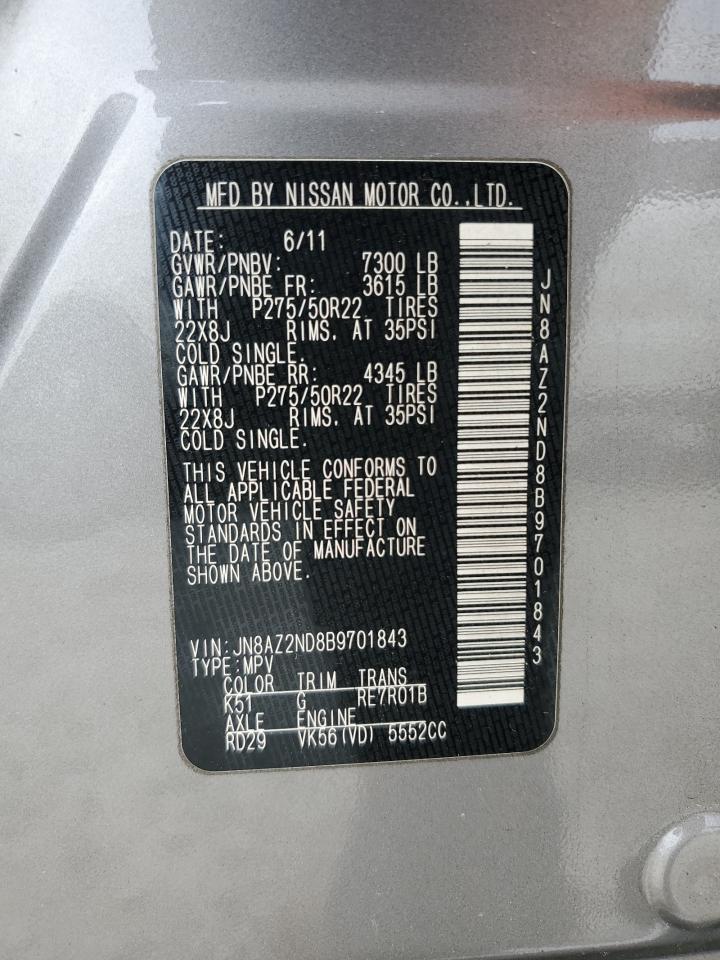 MFD BY NISSAN MOTOR CO.,LTD.
DATE: 6/11
GVWR/PNBV: 7300 LB
GAWR/PNBE FR: 3615 LB
WITH P275/50R22 TIRES
22X8J RIMS, AT 35PSI
COLD SINGLE.
GAWR/PNBE RR: 4345 LB
WITH P275/50R22 TIRES
22X8J RIMS, AT 35PSI
COLD SINGLE.
THIS VEHICLE CONFORMS TO
ALL APPLICABLE FEDERAL
MOTOR VEHICLE SAFETY
STANDARDS IN EFFECT ON
THE DATE OF MANUFACTURE
SHOWN ABOVE.
VIN:JN8AZ2ND8B9701843
TYPE:MPV
COLOR TRIM TRANS
K51 G RE7R01B
AXLE ENGINE
RD29 VK56(VD) 5552CC
JN8AZ2ND8B9701843